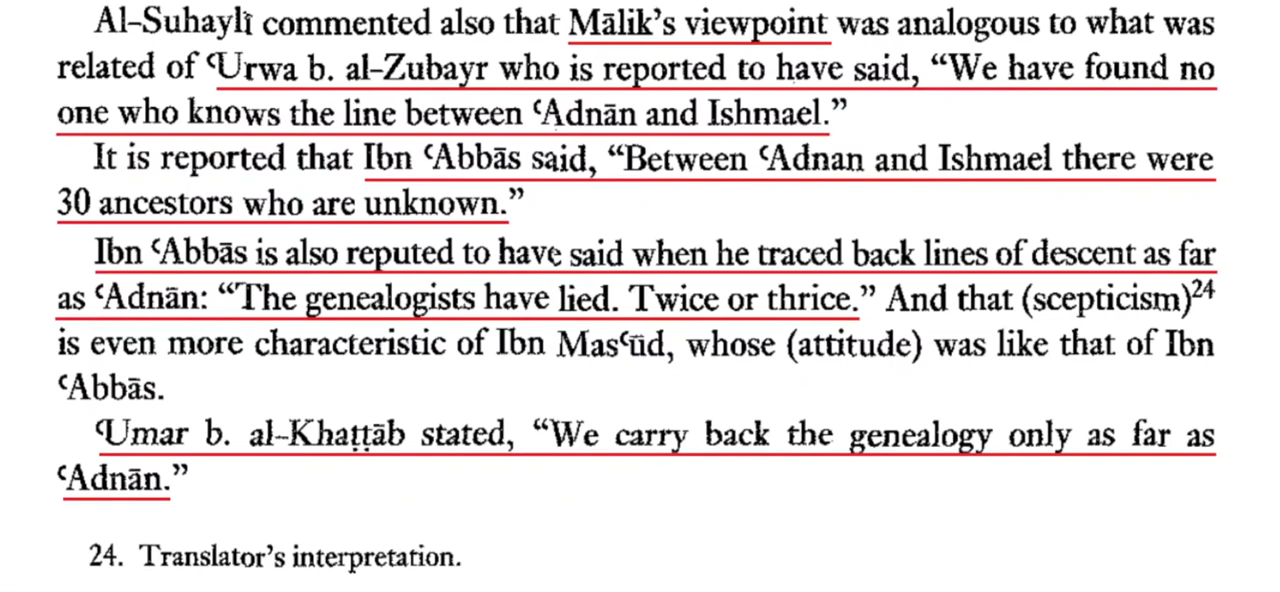 Al-Suhaylī commented also that Mālik’s viewpoint was analogous to what was
related of ʿUrwa b. al-Zubayr who is reported to have said, “We have found no
one who knows the line between ʿAdnān and Ishmael.”
It is reported that Ibn ʿAbbās said, “Between ʿAdnan and Ishmael there were
30 ancestors who are unknown.”
Ibn ʿAbbās is also reputed to have said when he traced back lines of descent as far
as ʿAdnān: “The genealogists have lied. Twice or thrice.” And that (scepticism)24
is even more characteristic of Ibn Masʿūd, whose (attitude) was like that of Ibn
ʿAbbās.
ʿUmar b. al-Khaṭṭāb stated, “We carry back the genealogy only as far as
ʿAdnān.”
24. Translator’s interpretation.